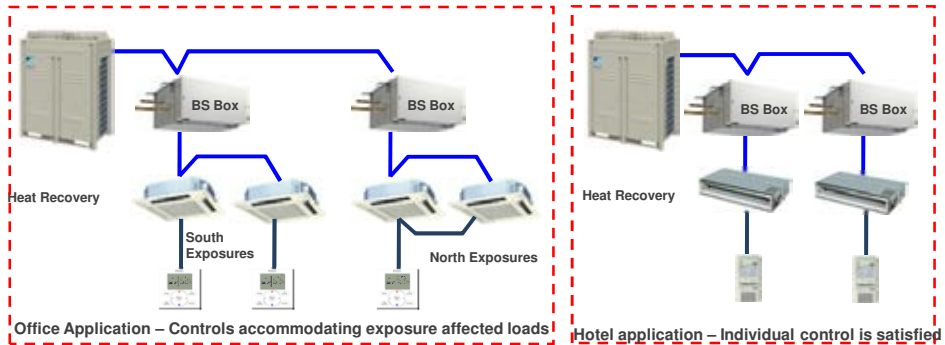 BS Box
BS Box
Heat Recovery
South
Exposures
North Exposures
Office Application – Controls accommodating exposure affected loads
BS Box
BS Box
Heat Recovery
Hotel application – Individual control is satisfied